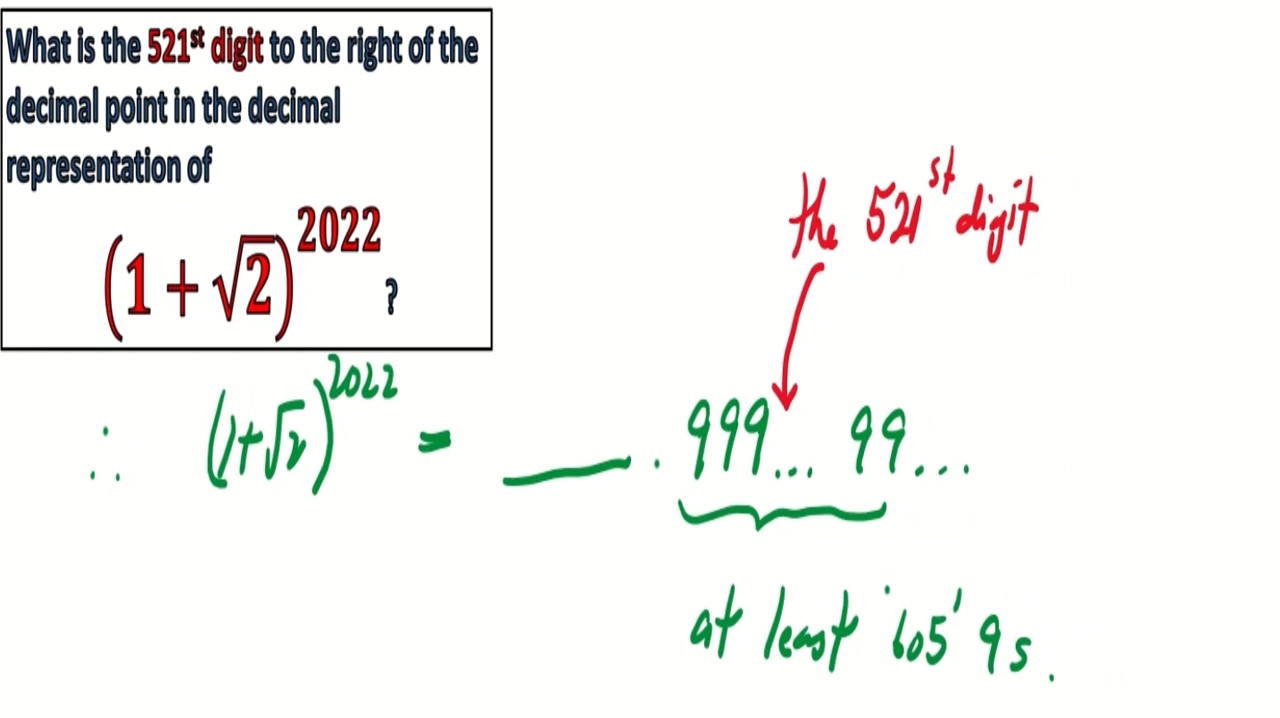 What is the 521st digit to the right of the
decimal point in the decimal
representation of
(1 + √2)^2022 ?
the 521st digit
∴ (1+√2)^2022 = ____ . 999... 99...
at least '605' 9s.